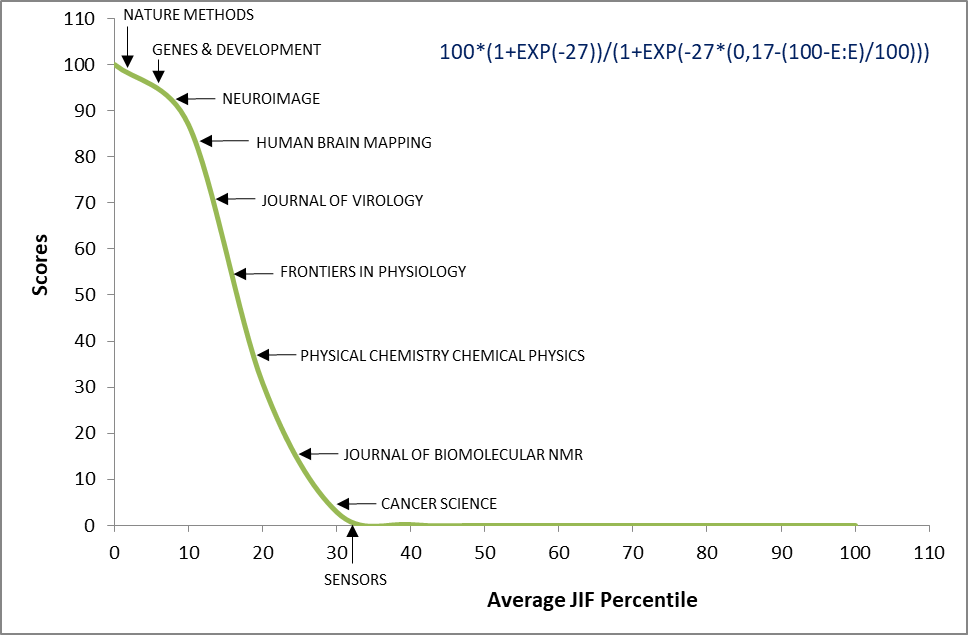 NATURE METHODS
GENES & DEVELOPMENT
100*(1+EXP(-27))/(1+EXP(-27*(0,17-(100-E:E)/100)))
NEUROIMAGE
HUMAN BRAIN MAPPING
JOURNAL OF VIROLOGY
FRONTIERS IN PHYSIOLOGY
PHYSICAL CHEMISTRY CHEMICAL PHYSICS
JOURNAL OF BIOMOLECULAR NMR
CANCER SCIENCE
SENSORS
Scores
110
100
90
80
70
60
50
40
30
20
10
0
0 10 20 30 40 50 60 70 80 90 100 110
Average JIF Percentile